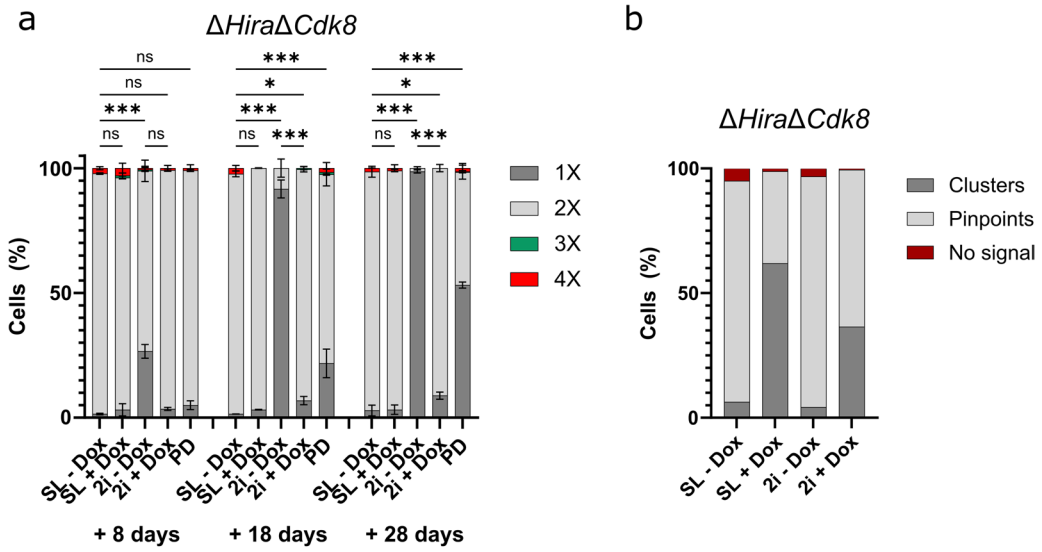 a
ΔHiraΔCdk8
ns ∗∗∗ ∗∗∗
ns ∗ ∗
∗∗∗ ∗∗∗ ∗∗∗
ns ns ns ∗∗∗ ns ∗∗∗
100
50
0
Cells (%)
SL - Dox
SL + Dox
2i - Dox
2i + Dox
PD
SL - Dox
SL + Dox
2i - Dox
2i + Dox
PD
SL - Dox
SL + Dox
2i - Dox
2i + Dox
PD
+ 8 days
+ 18 days
+ 28 days
1X
2X
3X
4X
b
ΔHiraΔCdk8
100
50
0
Cells (%)
SL - Dox
SL + Dox
2i - Dox
2i + Dox
Clusters
Pinpoints
No signal